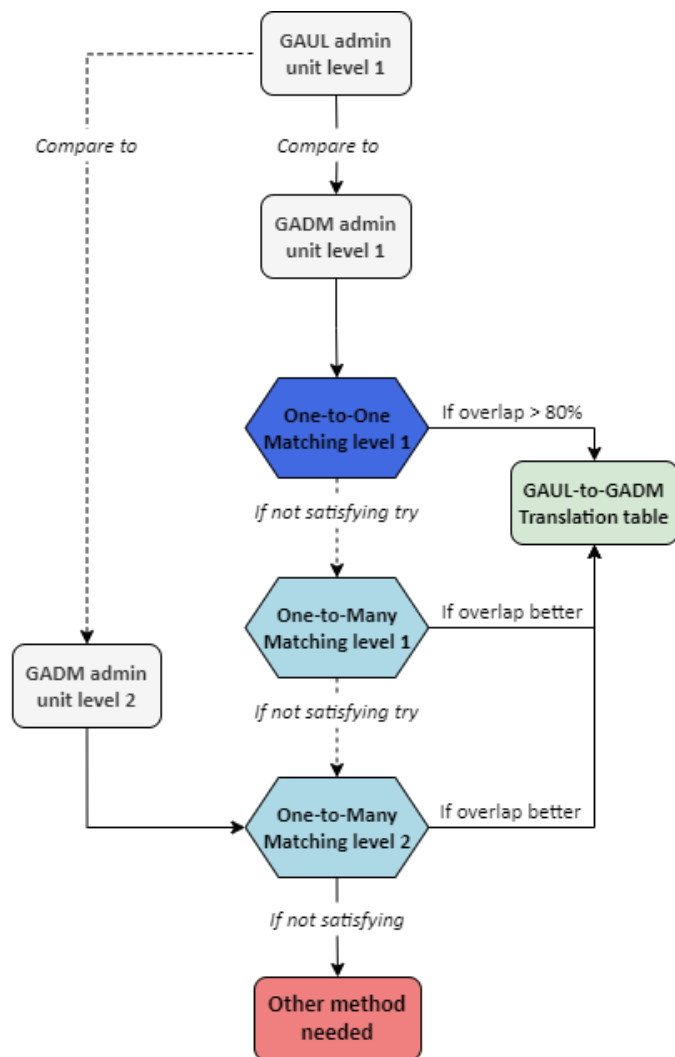 GAUL admin
unit level 1
Compare to
Compare to
GADM admin
unit level 1
One-to-One
Matching level 1
If overlap > 80%
GAUL-to-GADM
Translation table
If not satisfying try
One-to-Many
Matching level 1
If overlap better
GADM admin
unit level 2
If not satisfying try
One-to-Many
Matching level 2
If overlap better
If not satisfying
Other method
needed